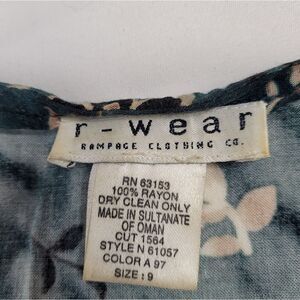 r-wear
RAMPAGE CLOTHING CO.
RN 63153
100% RAYON
DRY CLEAN ONLY
MADE IN SULTANATE
OF OMAN
CUT 1564
STYLE N 61057
COLOR A 97
SIZE: 9